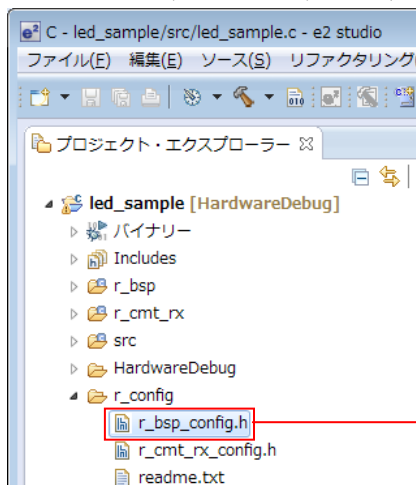 C - led_sample/src/led_sample.c - e2 studio
ファイル(F) 編集(E) ソース(S) リファクタリング
プロジェクト・エクスプローラー
led_sample [HardwareDebug]
バイナリー
Includes
r_bsp
r_cmt_rx
src
HardwareDebug
r_config
r_bsp_config.h
r_cmt_rx_config.h
readme.txt